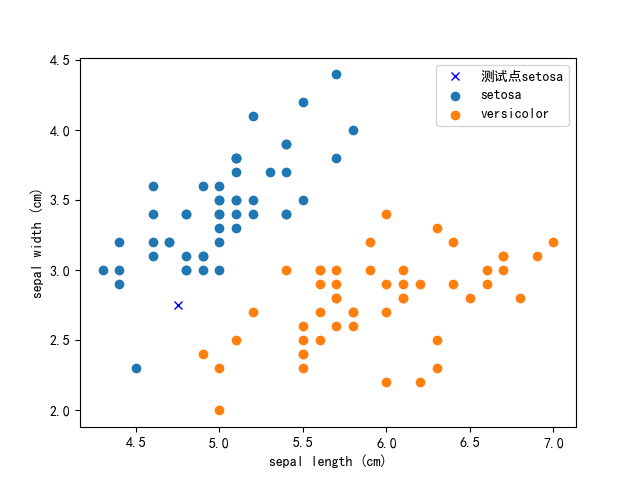 4.5
4.0
3.5
3.0
2.5
2.0
sepal width (cm)
测试点setosa
setosa
versicolor
4.5 5.0 5.5 6.0 6.5 7.0
sepal length (cm)